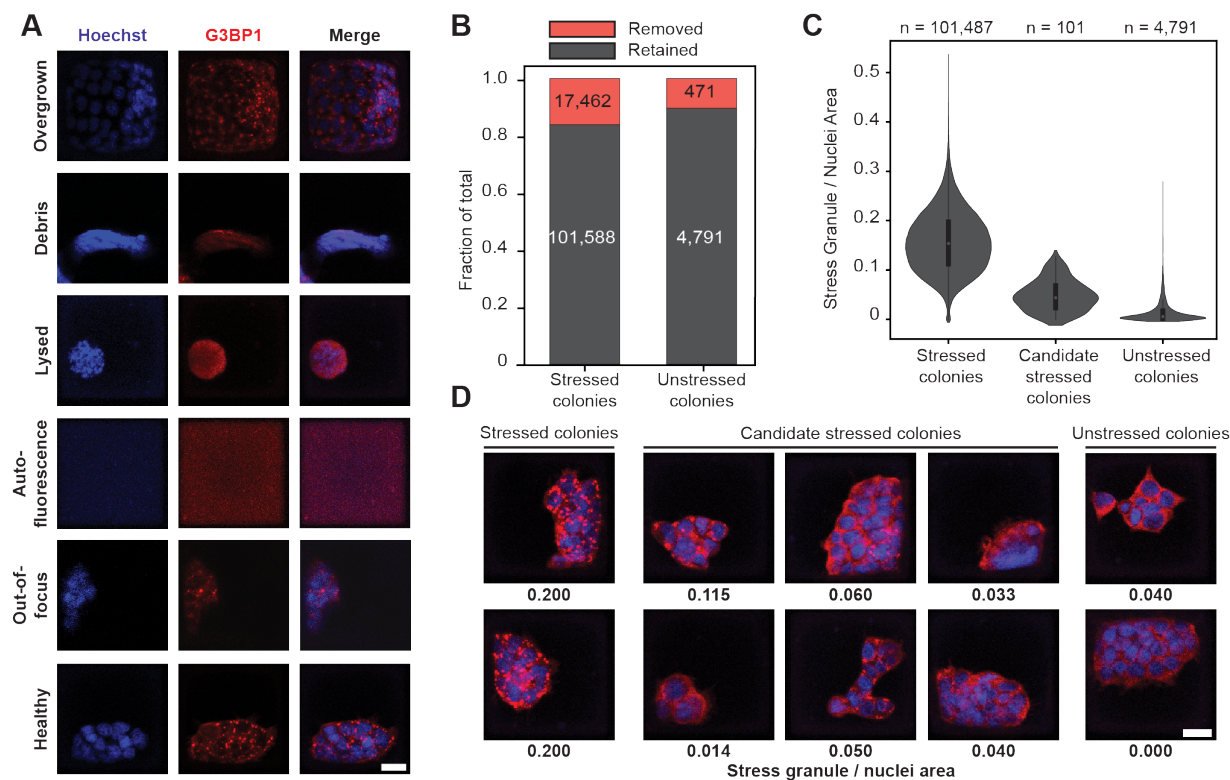 A
Hoechst G3BP1 Merge
Overgrown
Debris
Lysed
Auto-
fluorescence
Out-of-
focus
Healthy
B
Removed
Retained
Fraction of total
1.0
0.8
0.6
0.4
0.2
0
17,462
471
101,588
4,791
Stressed
colonies
Unstressed
colonies
C
n = 101,487 n = 101 n = 4,791
Stress Granule / Nuclei Area
0.5
0.4
0.3
0.2
0.1
0
Stressed
colonies
Candidate
stressed
colonies
Unstressed
colonies
D
Stressed colonies Candidate stressed colonies Unstressed colonies
0.200 0.115 0.060 0.033 0.040
0.200 0.014 0.050 0.040 0.000
Stress granule / nuclei area